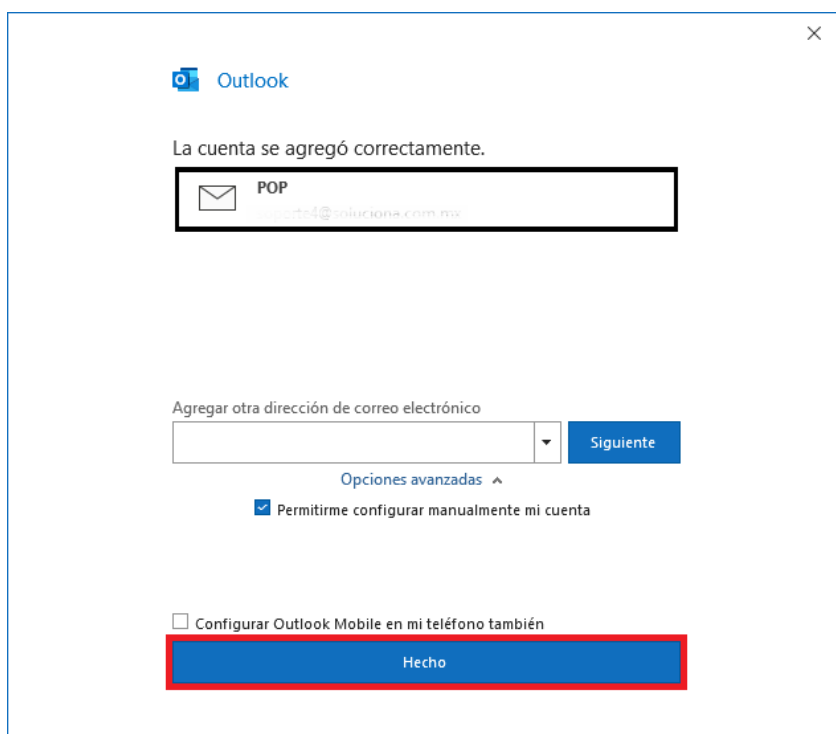 Outlook
La cuenta se agregó correctamente.
POP
Agregar otra dirección de correo electrónico
Siguiente
Opciones avanzadas
Permitirme configurar manualmente mi cuenta
Configurar Outlook Mobile en mi teléfono también
Hecho